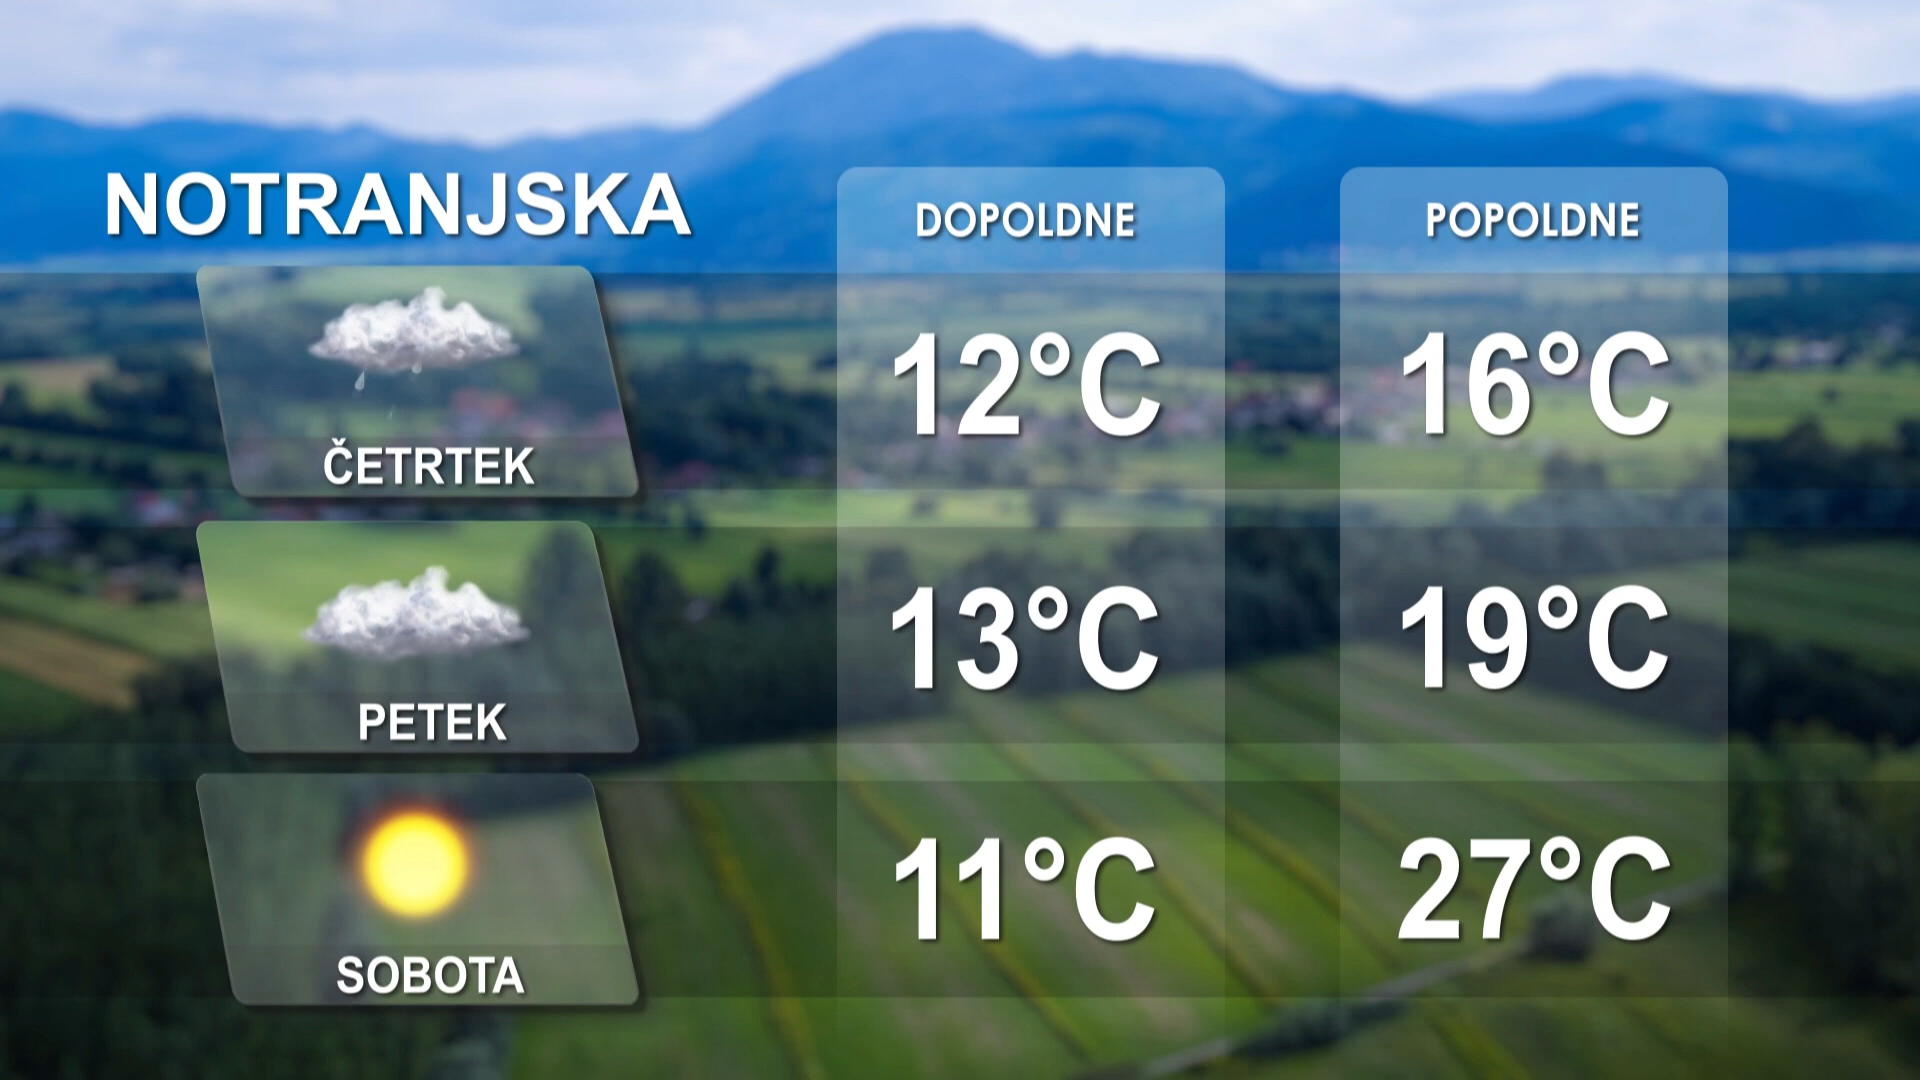 NOTRANJSKA
DOPOLDNE POPOLDNE
12°C 16°C
ČETRTEK
13°C 19°C
PETEK
11°C 27°C
SOBOTA